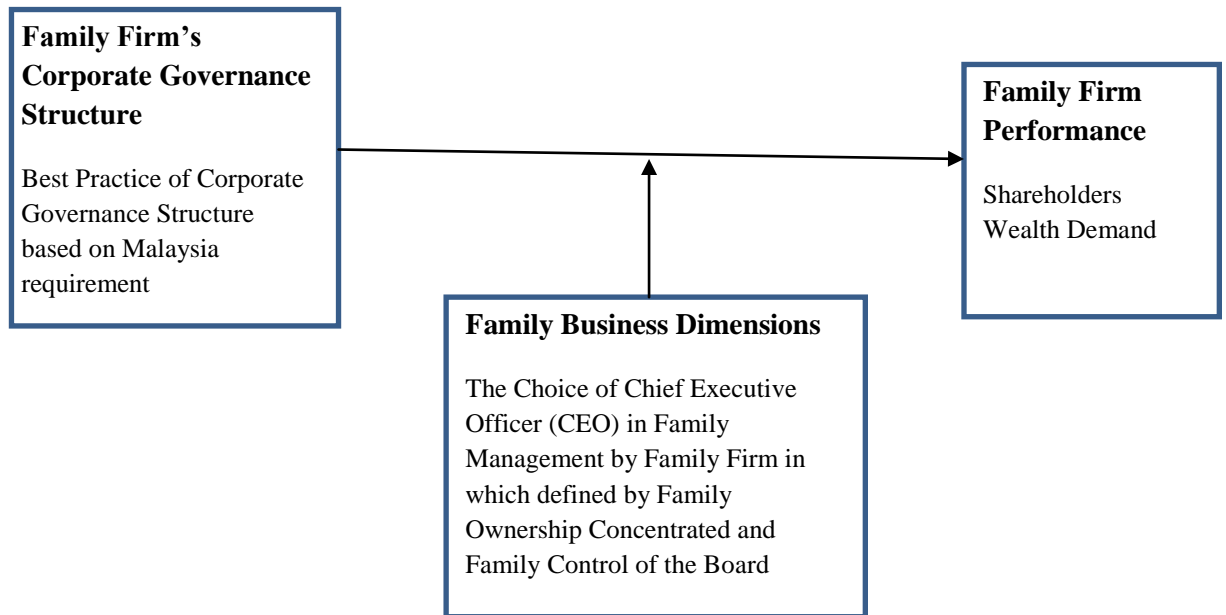 Family Firm’s
Corporate Governance
Structure
Best Practice of Corporate
Governance Structure
based on Malaysia
requirement
Family Firm
Performance
Shareholders
Wealth Demand
Family Business Dimensions
The Choice of Chief Executive
Officer (CEO) in Family
Management by Family Firm in
which defined by Family
Ownership Concentrated and
Family Control of the Board